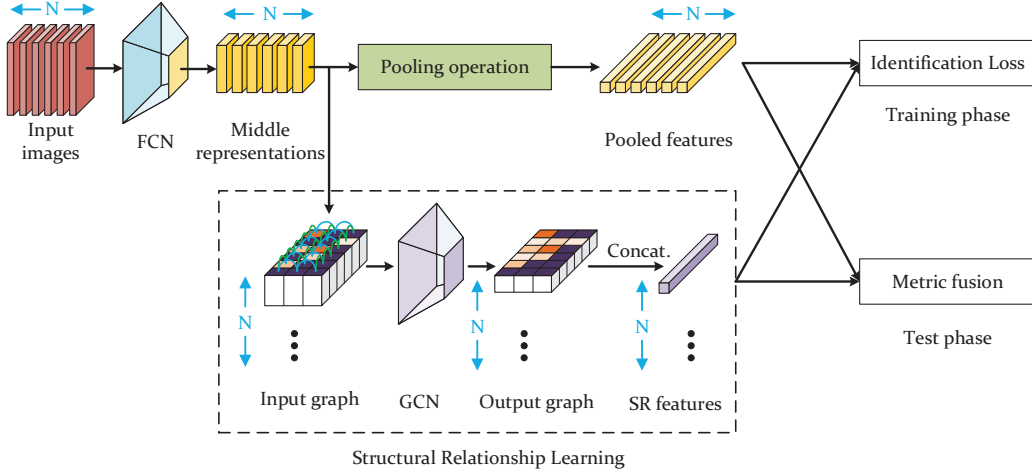 N
N
N
Input
images
FCN
Middle
representations
Pooling operation
Pooled features
Identification Loss
Training phase
N
Input graph
GCN
N
Output graph
Concat.
N
SR features
Metric fusion
Test phase
Structural Relationship Learning